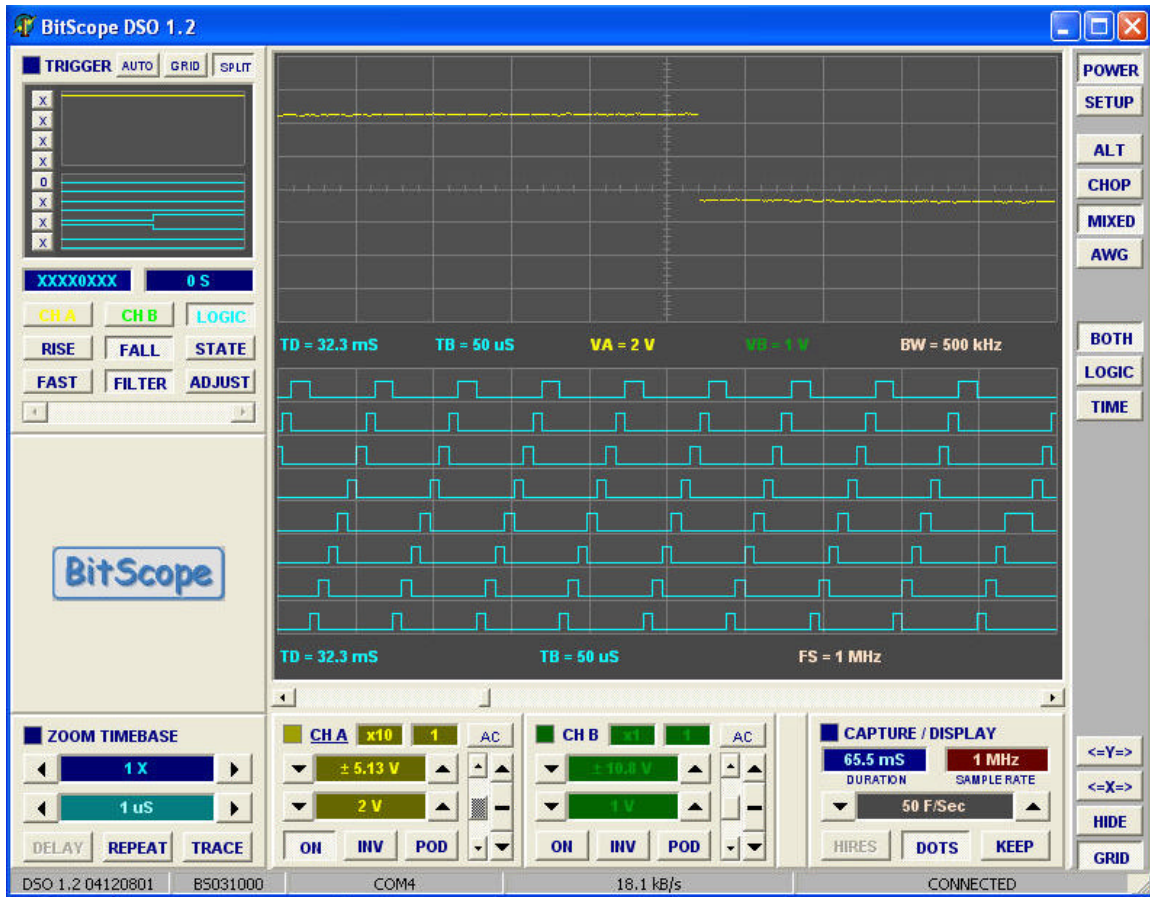 BitScope DSO 1.2
TRIGGER AUTO GRID SPLIT
X
X
X
X
0
X
X
X
XXXX0XXX 0 S
CH A CH B LOGIC
RISE FALL STATE
FAST FILTER ADJUST
BitScope
TD = 32.3 mS TB = 50 uS VA = 2 V VB = 1 V BW = 500 kHz
TD = 32.3 mS TB = 50 uS FS = 1 MHz
POWER
SETUP
ALT
CHOP
MIXED
AWG
BOTH
LOGIC
TIME
<=Y=>
<=X=>
HIDE
GRID
ZOOM TIMEBASE
1 X
1 uS
DELAY REPEAT TRACE
CH A x10 1 AC
± 5.13 V
2 V
ON INV POD
CH B x1 1 AC
± 10.8 V
1 V
ON INV POD
CAPTURE / DISPLAY
65.5 mS 1 MHz
DURATION SAMPLE RATE
50 F/Sec
HIRES DOTS KEEP
DSO 1.2 04120801 BS031000 COM4 18.1 kB/s CONNECTED